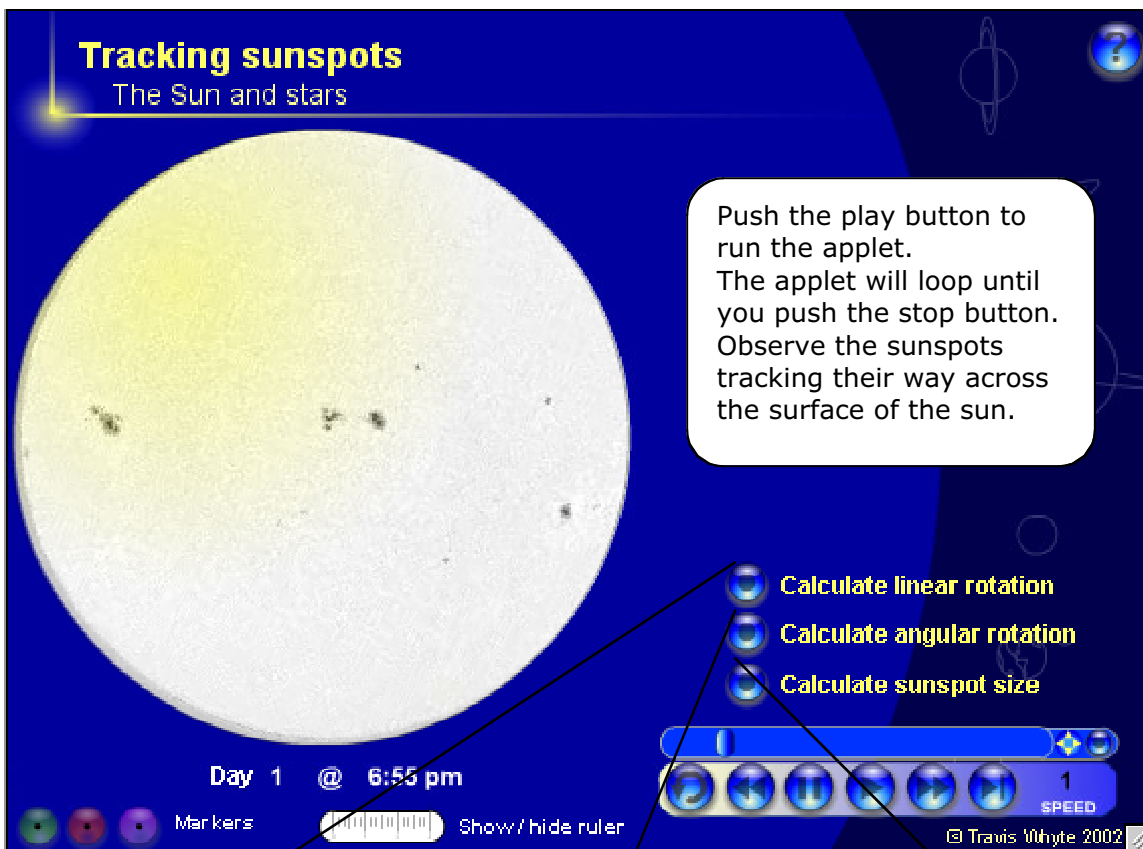 Tracking sunspots
The Sun and stars
?
Push the play button to
run the applet.
The applet will loop until
you push the stop button.
Observe the sunspots
tracking their way across
the surface of the sun.
Calculate linear rotation
Calculate angular rotation
Calculate sunspot size
Day 1 @ 6:55 pm
1
SPEED
Markers
Show/hide ruler
© Travis Whyte 2002